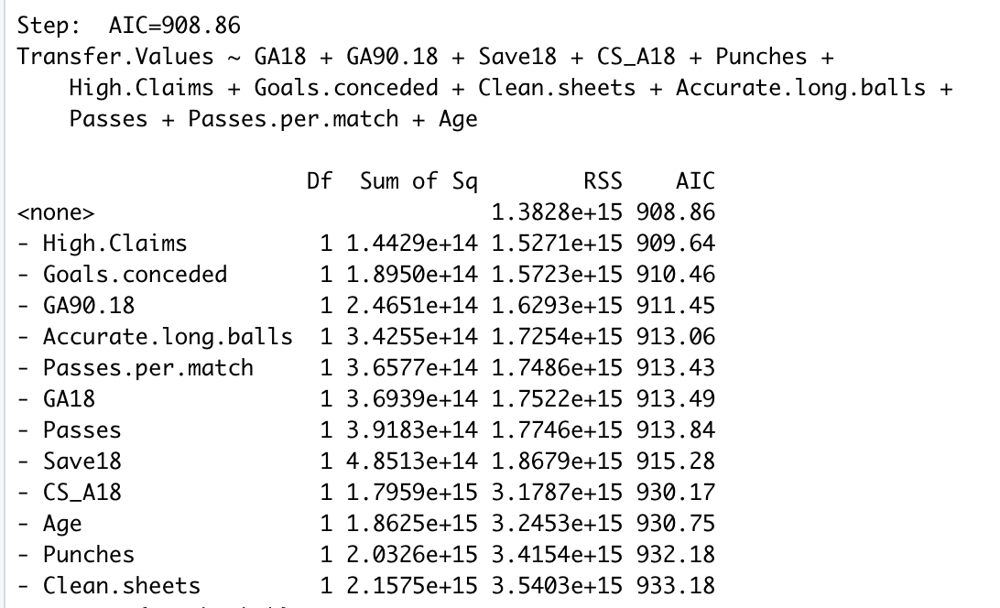 Step:  AIC=908.86
Transfer.Values ~ GA18 + GA90.18 + Save18 + CS_A18 + Punches +
    High.Claims + Goals.conceded + Clean.sheets + Accurate.long.balls +
    Passes + Passes.per.match + Age
                       Df  Sum of Sq        RSS    AIC
<none>                               1.3828e+15 908.86
- High.Claims           1 1.4429e+14 1.5271e+15 909.64
- Goals.conceded        1 1.8950e+14 1.5723e+15 910.46
- GA90.18               1 2.4651e+14 1.6293e+15 911.45
- Accurate.long.balls   1 3.4255e+14 1.7254e+15 913.06
- Passes.per.match      1 3.6577e+14 1.7486e+15 913.43
- GA18                  1 3.6939e+14 1.7522e+15 913.49
- Passes                1 3.9183e+14 1.7746e+15 913.84
- Save18                1 4.8513e+14 1.8679e+15 915.28
- CS_A18                1 1.7959e+15 3.1787e+15 930.17
- Age                   1 1.8625e+15 3.2453e+15 930.75
- Punches               1 2.0326e+15 3.4154e+15 932.18
- Clean.sheets          1 2.1575e+15 3.5403e+15 933.18